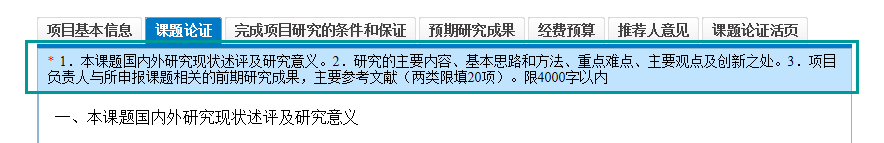 项目基本信息 课题论证 完成项目研究的条件和保证 预期研究成果 经费预算 推荐人意见 课题论证活页
* 1．本课题国内外研究现状述评及研究意义。2．研究的主要内容、基本思路和方法、重点难点、主要观点及创新之处。3．项目
负责人与所申报课题相关的前期研究成果，主要参考文献（两类限填20项）。限4000字以内
一、本课题国内外研究现状述评及研究意义